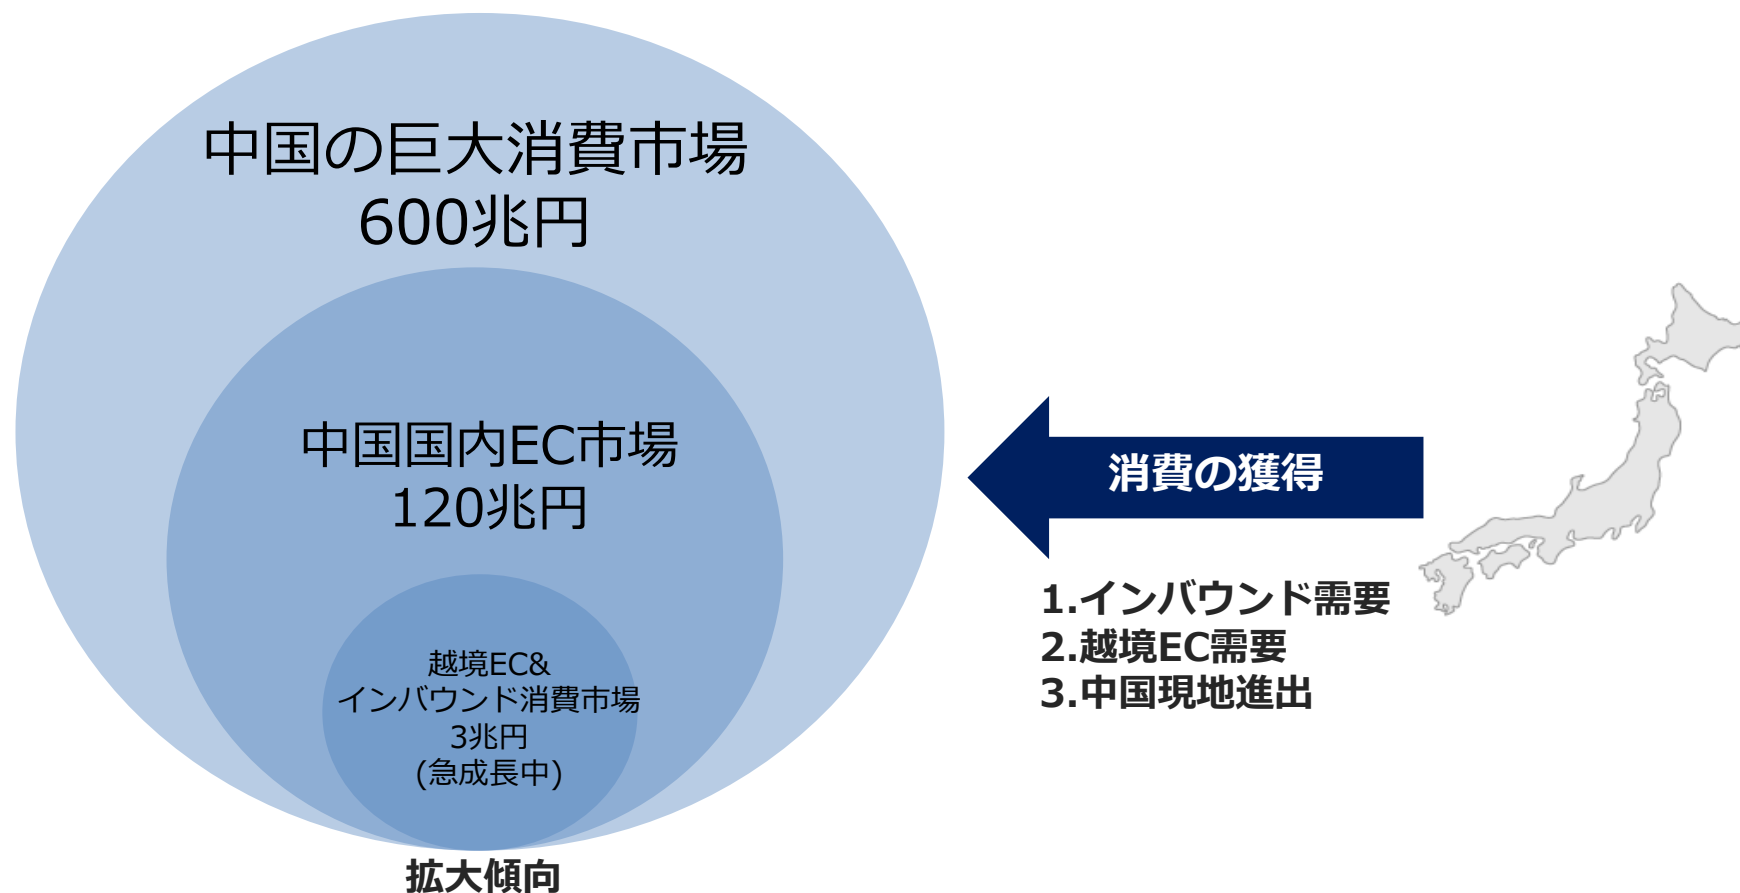 中国の巨大消費市場
600兆円
中国国内EC市場
120兆円
越境EC&
インバウンド消費市場
3兆円
(急成長中)
拡大傾向
消費の獲得
1.インバウンド需要
2.越境EC需要
3.中国現地進出